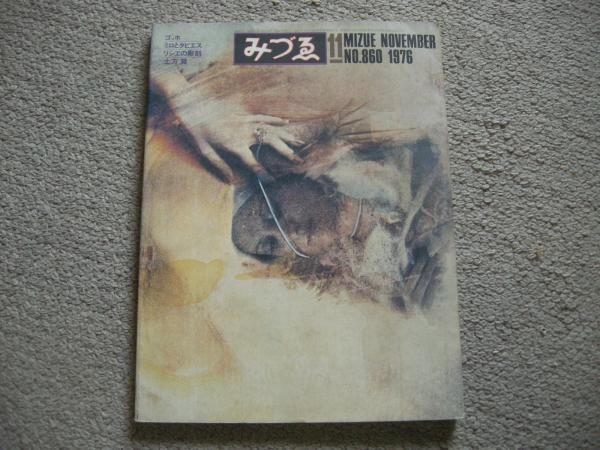 ゴッホ
ミロとタピエス
リシエの彫刻
土方 巽
みづゑ
11
MIZUE NOVEMBER
NO.860 1976